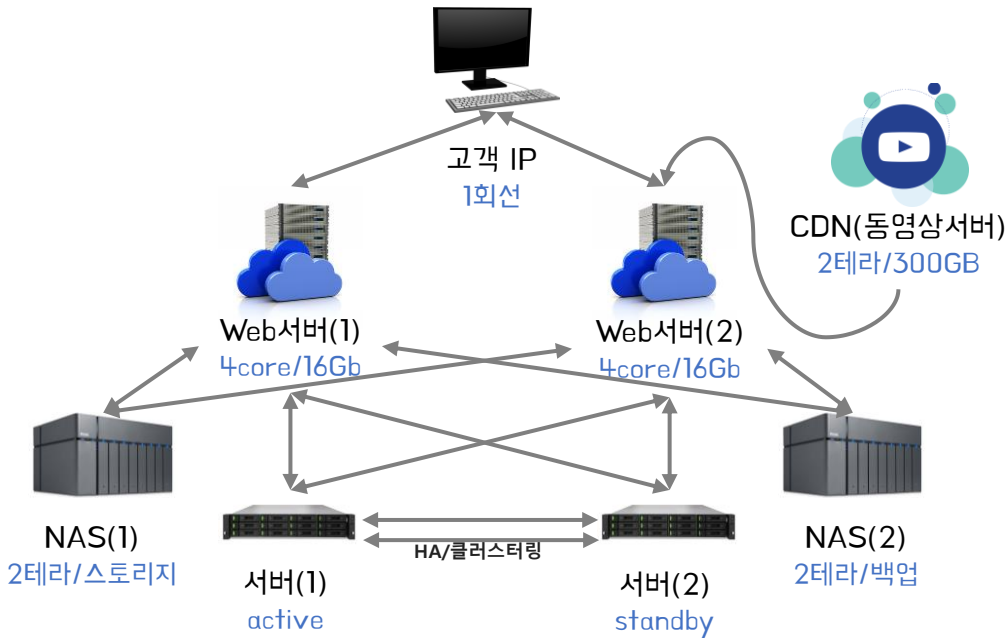 고객 IP
1회선
CDN(동영상서버)
2테라/300GB
Web서버(1)
4core/16Gb
Web서버(2)
4core/16Gb
NAS(1)
2테라/스토리지
HA/클러스터링
서버(1)
active
서버(2)
standby
NAS(2)
2테라/백업